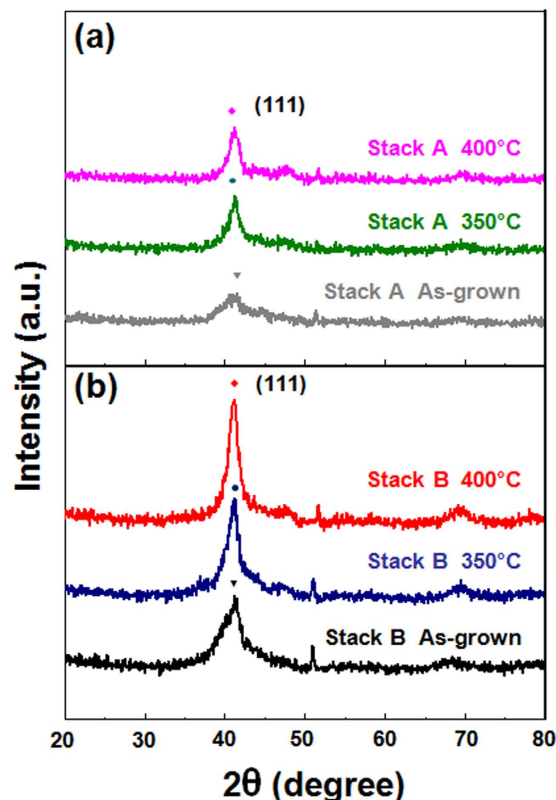 (a)
(111)
Stack A 400°C
Stack A 350°C
Stack A As-grown
(b)
(111)
Stack B 400°C
Stack B 350°C
Stack B As-grown
Intensity (a.u.)
20 30 40 50 60 70 80
2θ (degree)